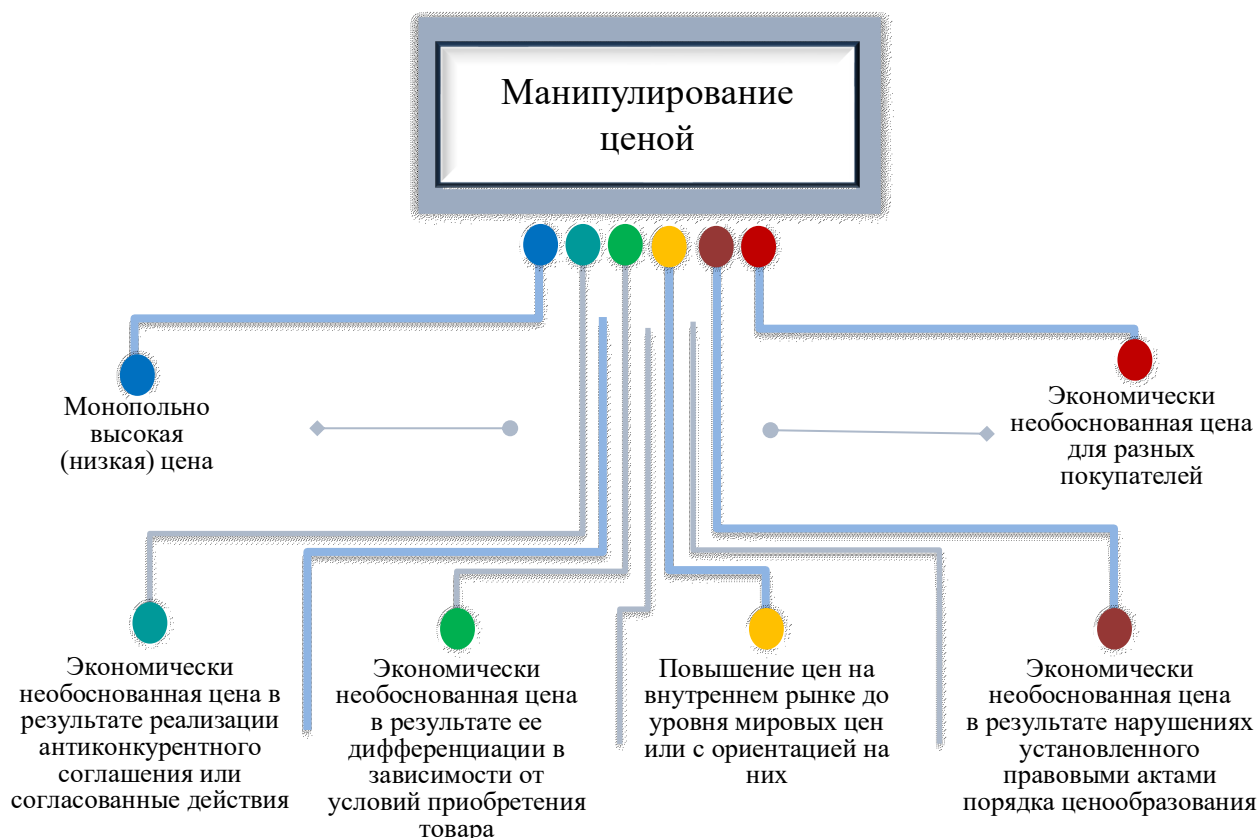 Манипулирование
ценой
Монопольно
высокая
(низкая) цена
Экономически
необоснованная цена
для разных
покупателей
Экономически
необоснованная цена в
результате реализации
антиконкурентного
соглашения или
согласованные действия
Экономически
необоснованная цена
в результате ее
дифференциации в
зависимости от
условий приобретения
товара
Повышение цен на
внутреннем рынке до
уровня мировых цен
или с ориентацией на
них
Экономически
необоснованная цена
в результате нарушениях
установленного
правовыми актами
порядка ценообразования